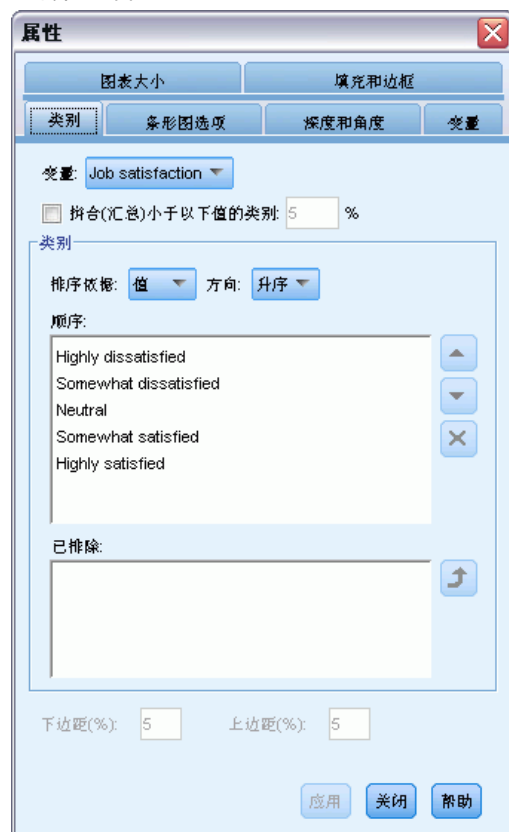 属性
图表大小 填充和边框
类别 条形图选项 深度和角度 变量
变量: Job satisfaction
拼合(汇总)小于以下值的类别: 5 %
类别
排序依据: 值 方向: 升序
顺序:
Highly dissatisfied
Somewhat dissatisfied
Neutral
Somewhat satisfied
Highly satisfied
已排除:
下边距(%): 5 上边距(%): 5
应用 关闭 帮助